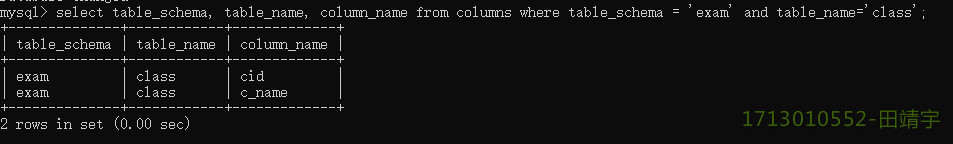 mysql> select table_schema, table_name, column_name from columns where table_schema = 'exam' and table_name='class';
+--------------+------------+-------------+
| table_schema | table_name | column_name |
+--------------+------------+-------------+
| exam         | class      | cid         |
| exam         | class      | c_name      |
+--------------+------------+-------------+
2 rows in set (0.00 sec)
1713010552-田靖宇